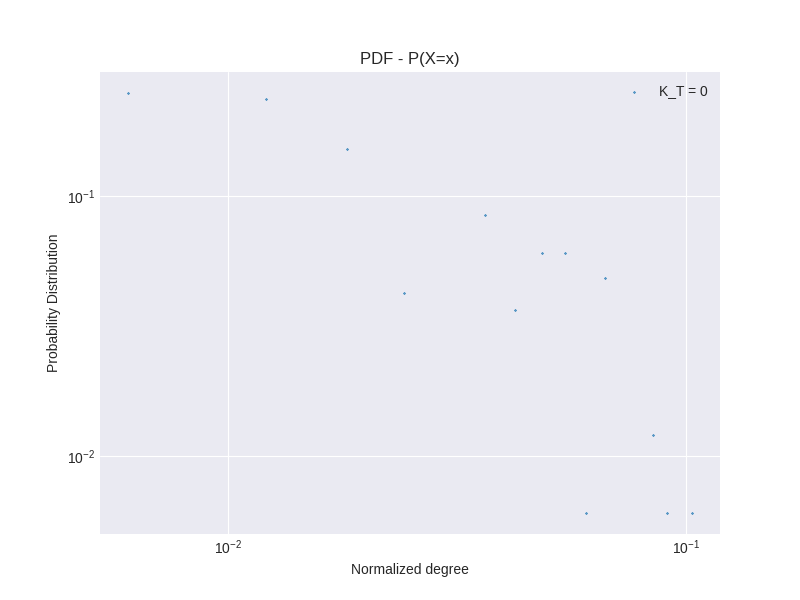 PDF - P(X=x)
K_T = 0
10⁻¹
10⁻²
Probability Distribution
10⁻²
10⁻¹
Normalized degree